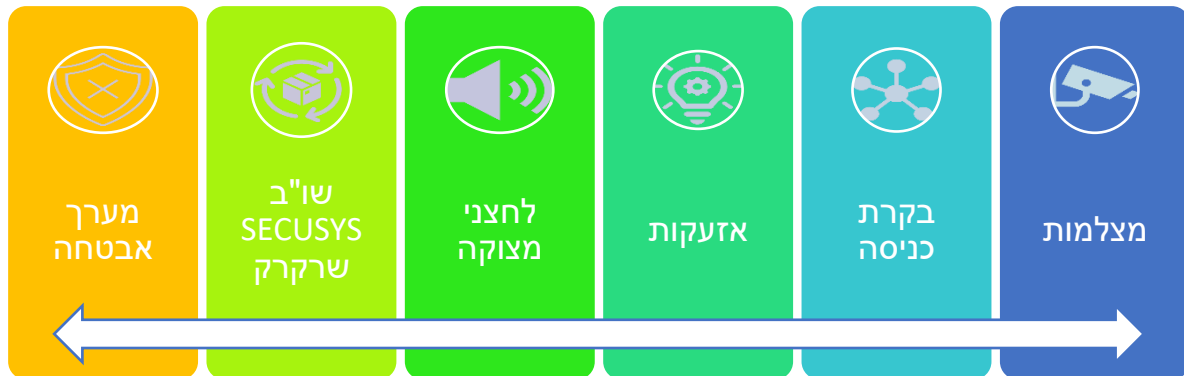 מצלמות
בקרת
כניסה
אזעקות
לחצני
מצוקה
שו"ב
SECUSYS
שרקרק
מערך
אבטחה